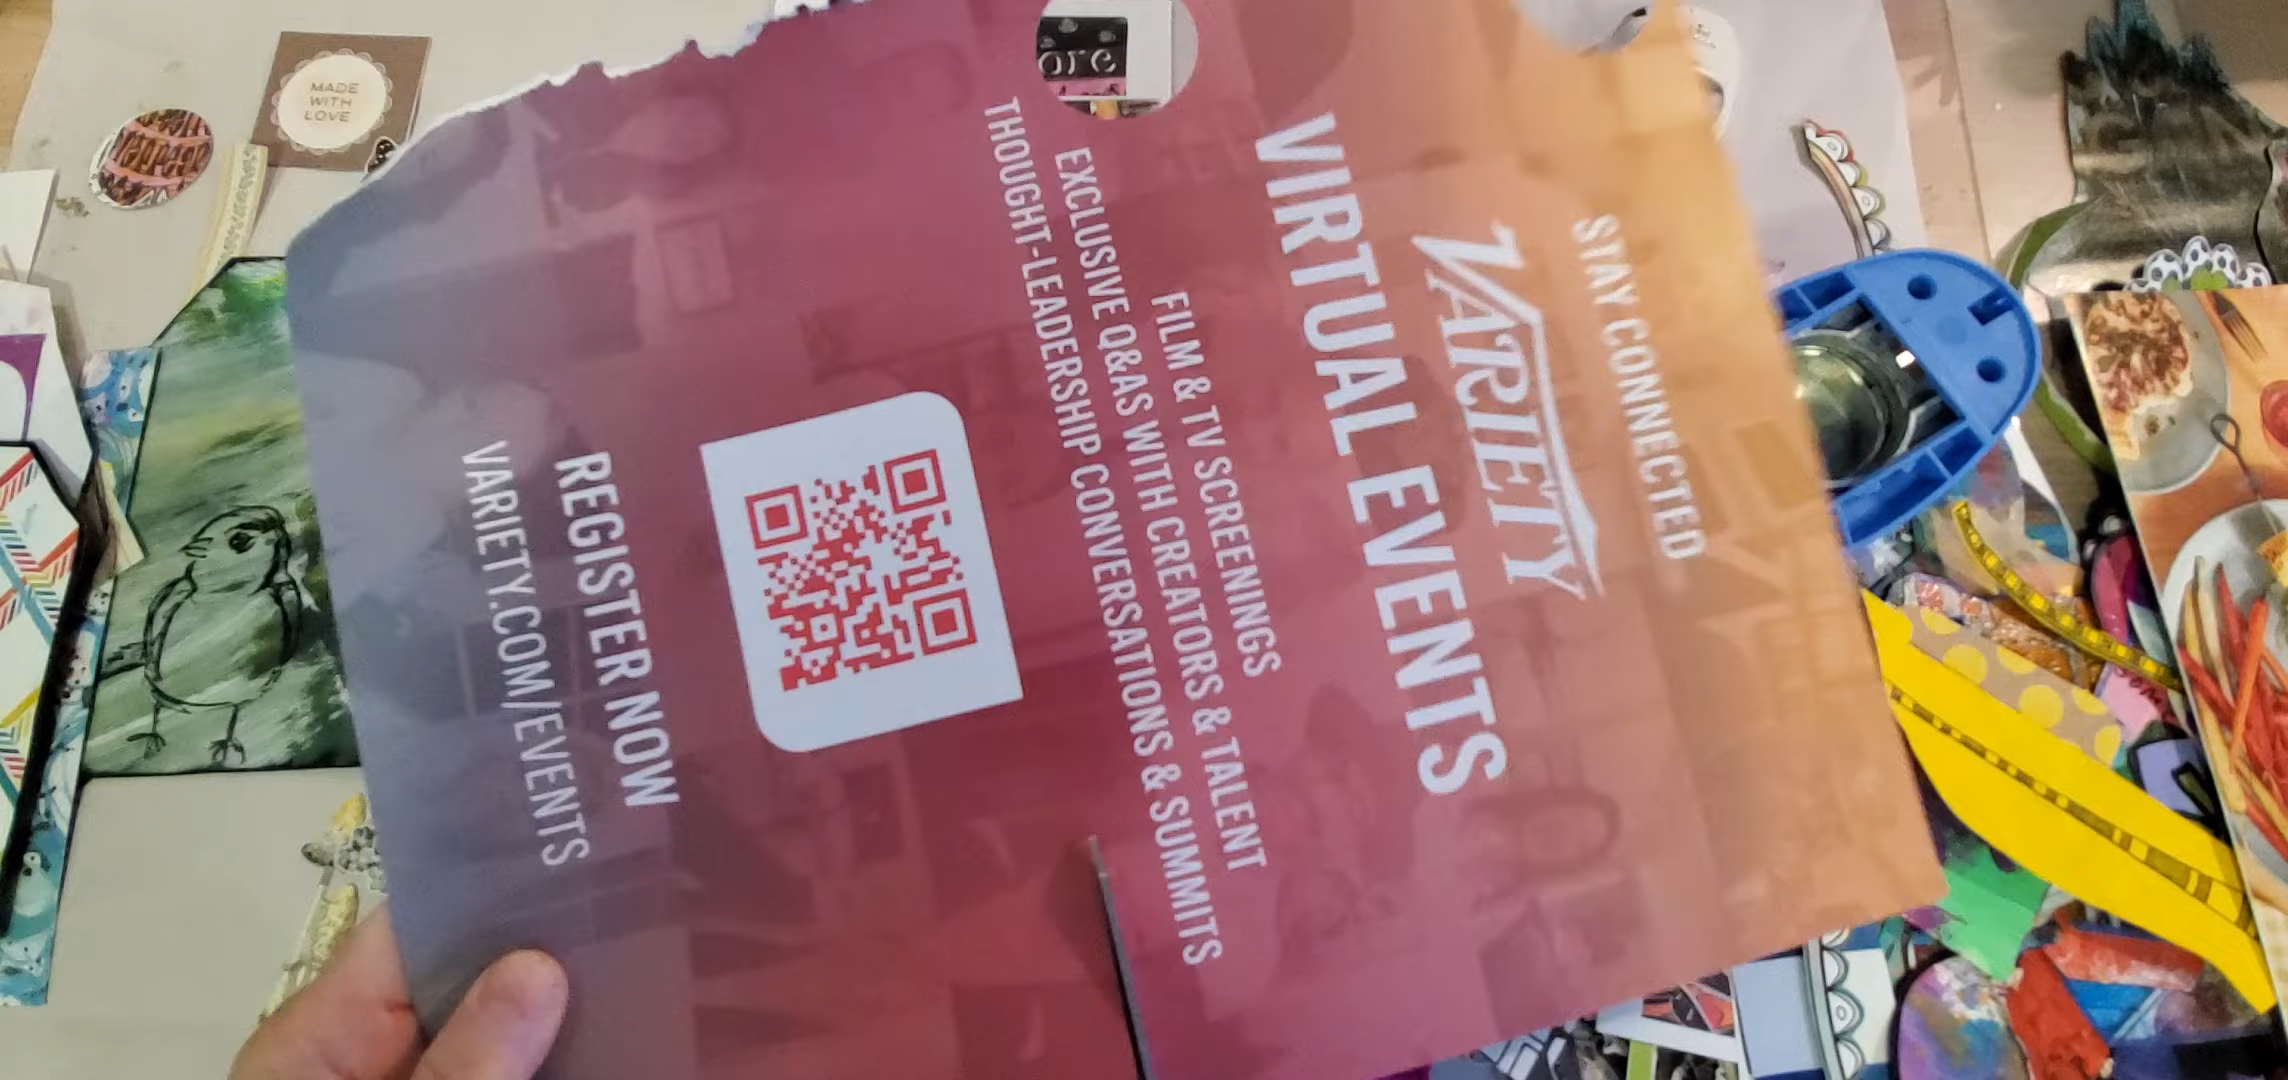 STAY CONNECTED
VARIETY
VIRTUAL EVENTS
FILM & TV SCREENINGS
EXCLUSIVE Q&AS WITH CREATORS & TALENT
THOUGHT-LEADERSHIP CONVERSATIONS & SUMMITS
REGISTER NOW
VARIETY.COM/EVENTS
MADE
WITH
LOVE
are